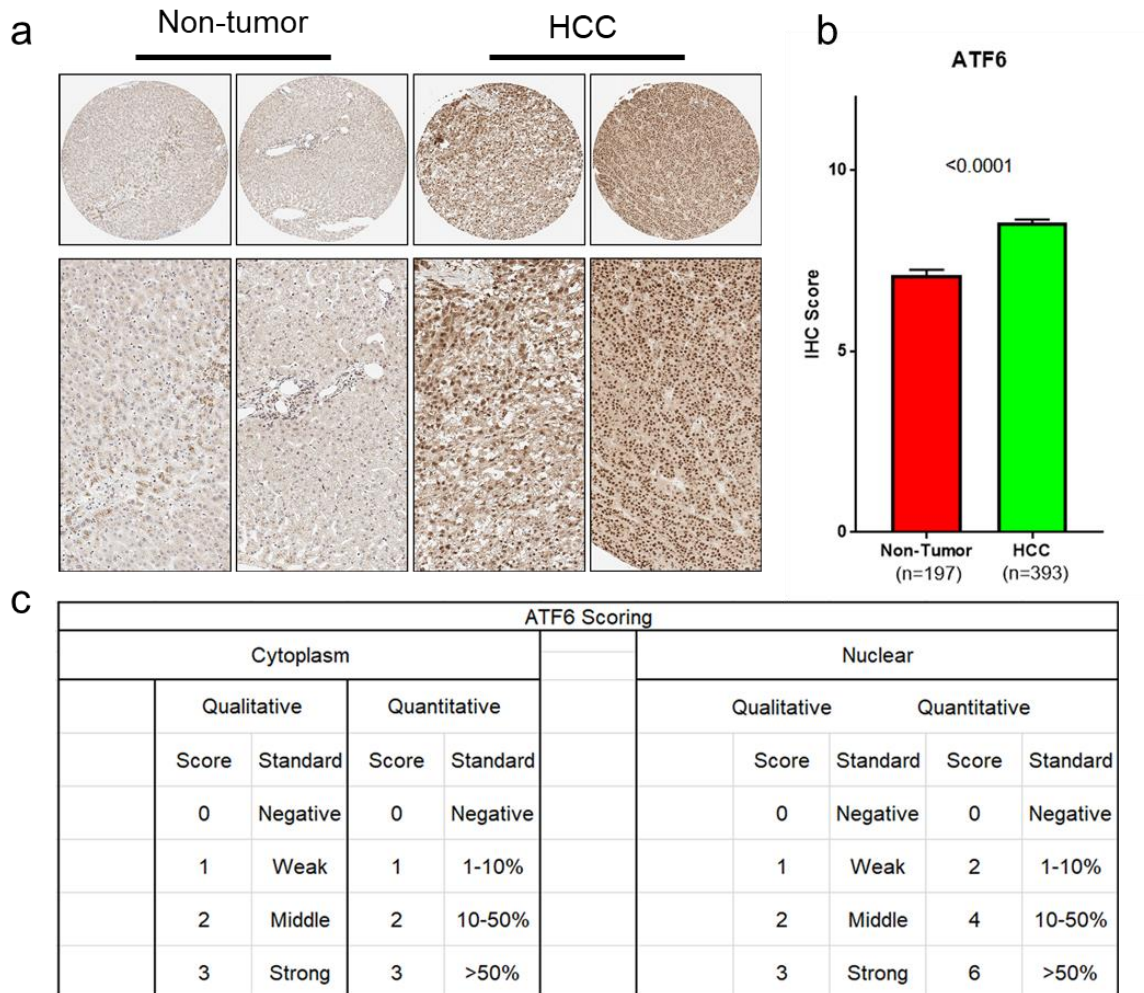 a
Non-tumor
HCC
b
ATF6
10
<0.0001
IHC Score
5
0
Non-Tumor HCC
(n=197) (n=393)
c
ATF6 Scoring
Cytoplasm Nuclear
Qualitative Quantitative Qualitative Quantitative
Score Standard Score Standard Score Standard Score Standard
0 Negative 0 Negative 0 Negative 0 Negative
1 Weak 1 1-10% 1 Weak 2 1-10%
2 Middle 2 10-50% 2 Middle 4 10-50%
3 Strong 3 >50% 3 Strong 6 >50%